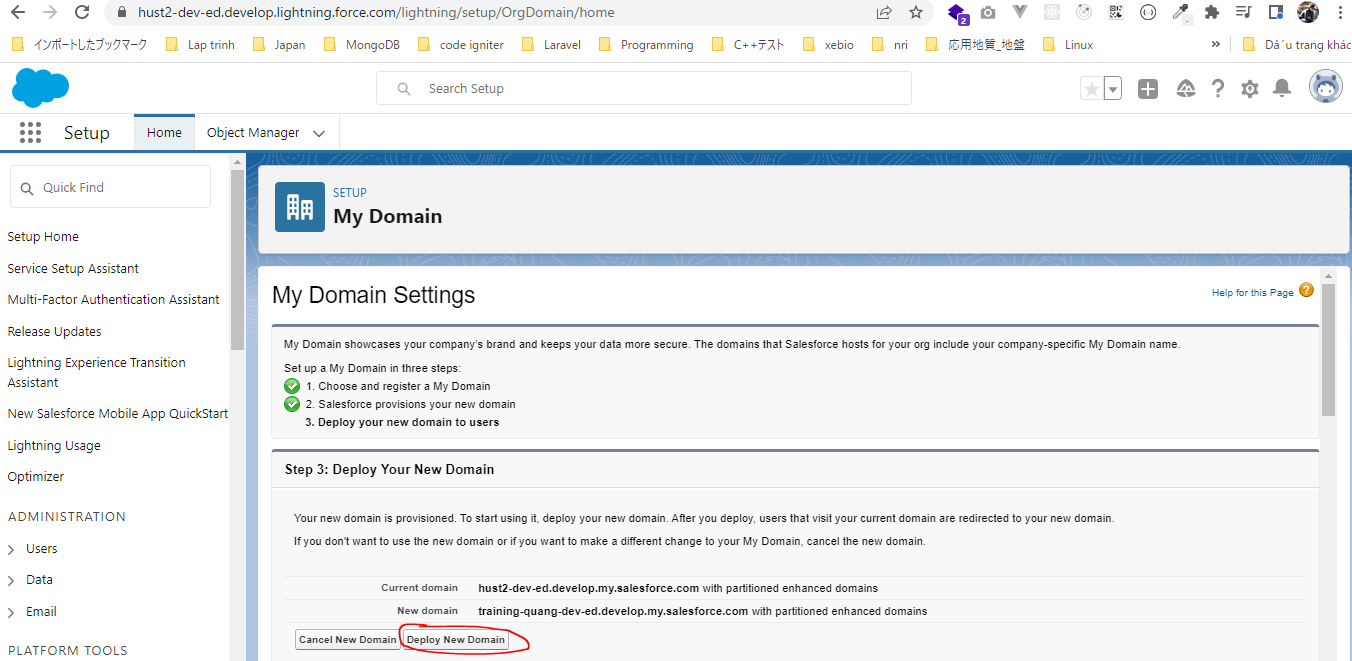 hust2-dev-ed.develop.lightning.force.com/lightning/setup/OrgDomain/home
2
インポートしたブックマーク Lap trinh Japan MongoDB code igniter Laravel Programming C++テスト xebio nri 応用地質_地盤 Linux » Dấu trang khác
Search Setup
Setup Home Object Manager
Quick Find
Setup Home
Service Setup Assistant
Multi-Factor Authentication Assistant
Release Updates
Lightning Experience Transition
Assistant
New Salesforce Mobile App QuickStart
Lightning Usage
Optimizer
ADMINISTRATION
Users
Data
Email
PLATFORM TOOLS
SETUP
My Domain
My Domain Settings
Help for this Page ?
My Domain showcases your company's brand and keeps your data more secure. The domains that Salesforce hosts for your org include your company-specific My Domain name.
Set up a My Domain in three steps:
1. Choose and register a My Domain
2. Salesforce provisions your new domain
3. Deploy your new domain to users
Step 3: Deploy Your New Domain
Your new domain is provisioned. To start using it, deploy your new domain. After you deploy, users that visit your current domain are redirected to your new domain.
If you don't want to use the new domain or if you want to make a different change to your My Domain, cancel the new domain.
Current domain hust2-dev-ed.develop.my.salesforce.com with partitioned enhanced domains
New domain training-quang-dev-ed.develop.my.salesforce.com with partitioned enhanced domains
Cancel New Domain Deploy New Domain